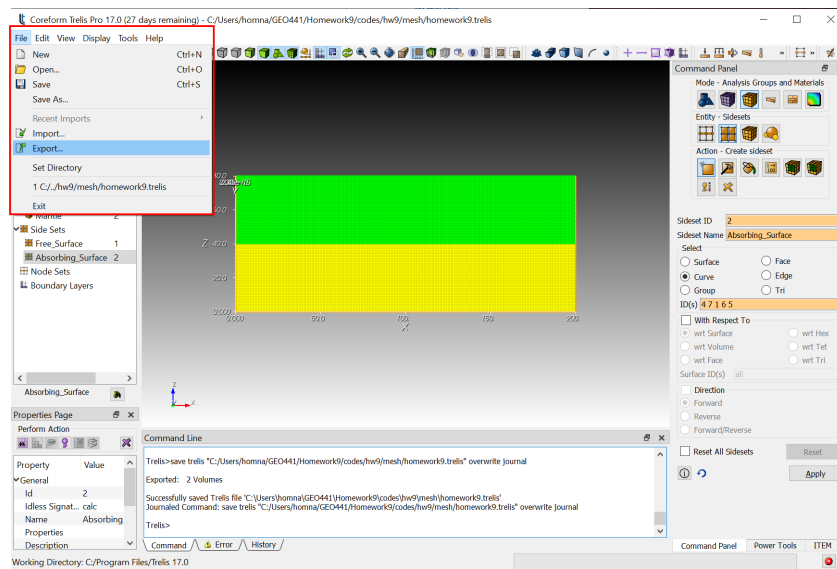 Coreform Trelis Pro 17.0 (27 days remaining) - C:/Users/homna/GEO441/Homework9/codes/hw9/mesh/homework9.trelis
File Edit View Display Tools Help
New Ctrl+N
Open... Ctrl+O
Save Ctrl+S
Save As...
Recent Imports
Import...
Export...
Set Directory
1 C:/../hw9/mesh/homework9.trelis
Exit
Mantle 2
Side Sets
Free_Surface 1
Absorbing_Surface 2
Node Sets
Boundary Layers
Absorbing_Surface
Properties Page
Perform Action
Property Value
General
Id 2
Idless Signat... calc
Name Absorbing
Properties
Description
Y
Z 40.0
20.0
0.000
0.000 50.0 100. 150. 200.
X
Z
X
Command Line
Trelis>save trelis "C:/Users/homna/GEO441/Homework9/codes/hw9/mesh/homework9.trelis" overwrite journal
Exported: 2 Volumes
Successfully saved Trelis file 'C:\Users\homna\GEO441\Homework9\codes\hw9\mesh\homework9.trelis'
Journaled Command: save trelis "C:/Users/homna/GEO441/Homework9/codes/hw9/mesh/homework9.trelis" overwrite journal
Trelis>
Command Error History
Command Panel
Mode - Analysis Groups and Materials
Entity - Sidesets
Action - Create sideset
Sideset ID 2
Sideset Name Absorbing_Surface
Select
Surface Face
Curve Edge
Group Tri
ID(s) 4 7 1 6 5
With Respect To
wrt Surface wrt Hex
wrt Volume wrt Tet
wrt Face wrt Tri
Surface ID(s) all
Direction
Forward
Reverse
Forward/Reverse
Reset All Sidesets Reset
Apply
Command Panel Power Tools ITEM
Working Directory: C:/Program Files/Trelis 17.0